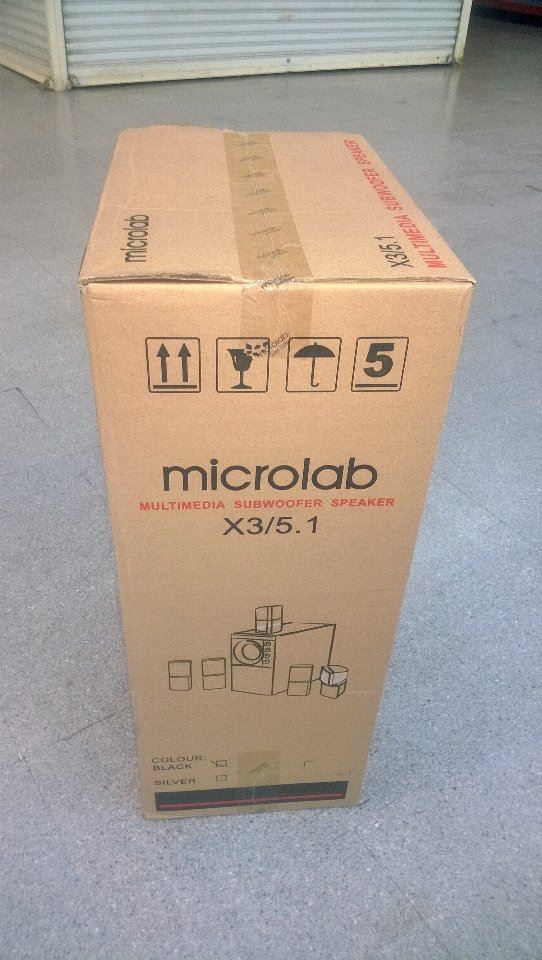 microlab
X3/5.1
MULTIMEDIA SUBWOOFER SPEAKER
5
microlab
MULTIMEDIA SUBWOOFER SPEAKER
X3/5.1
COLOUR:
BLACK
SILVER